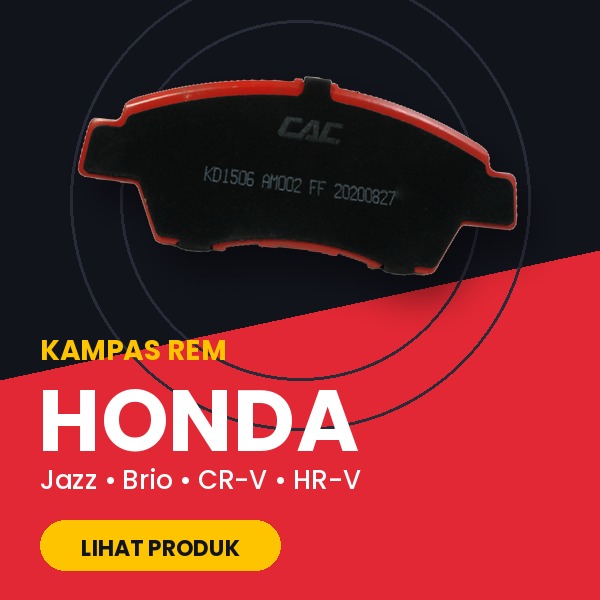 CAC
KD1506 AM002 FF 20200827
KAMPAS REM
HONDA
Jazz • Brio • CR-V • HR-V
LIHAT PRODUK